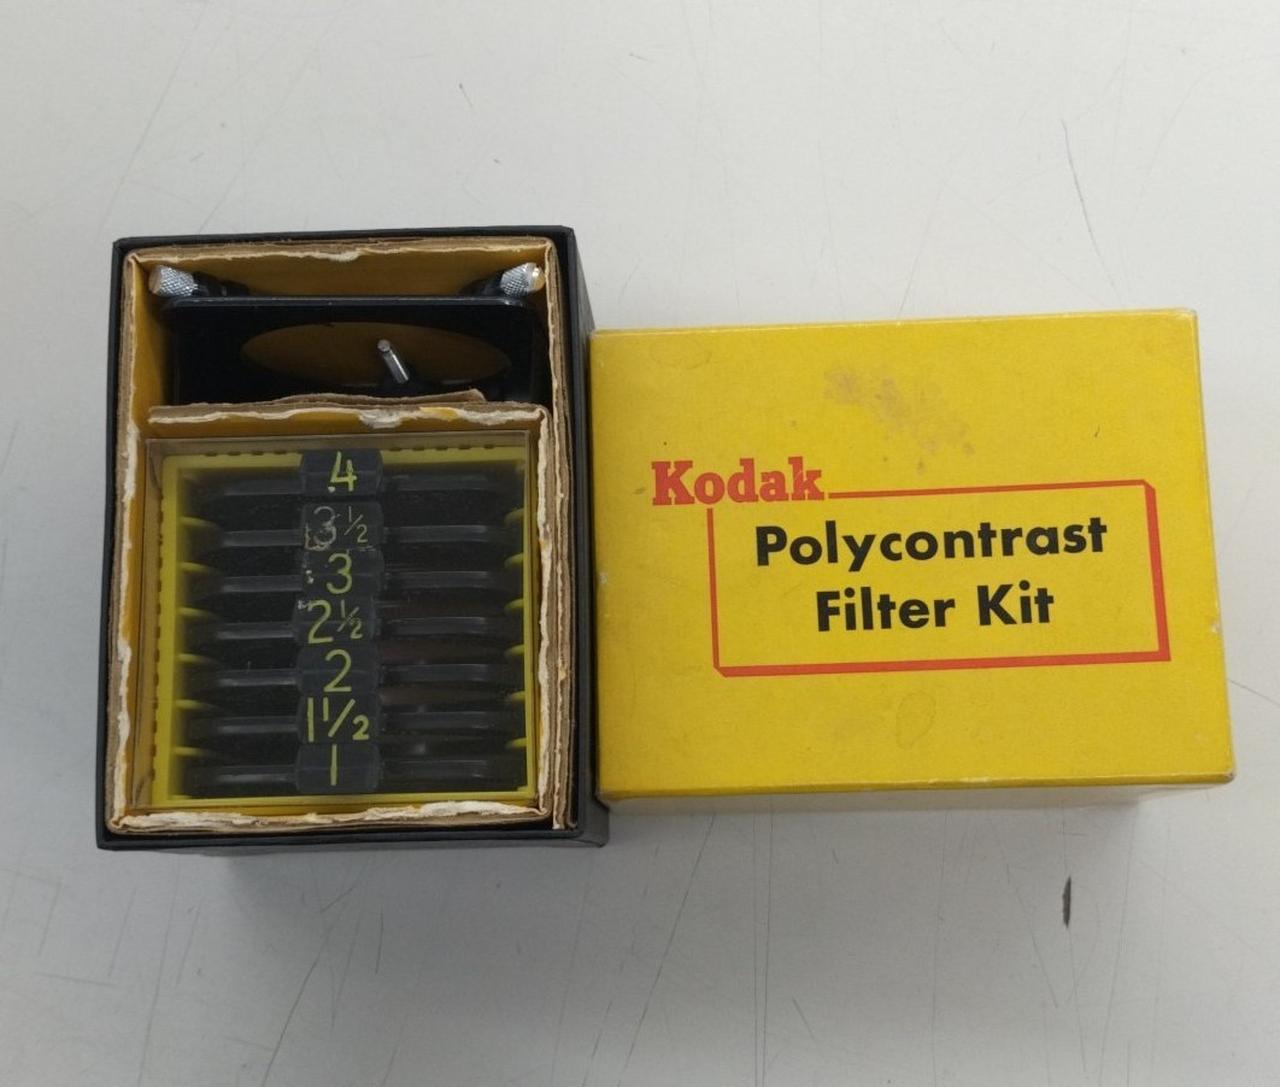 4
3½
3
2½
2
1½
1
Kodak
Polycontrast
Filter Kit